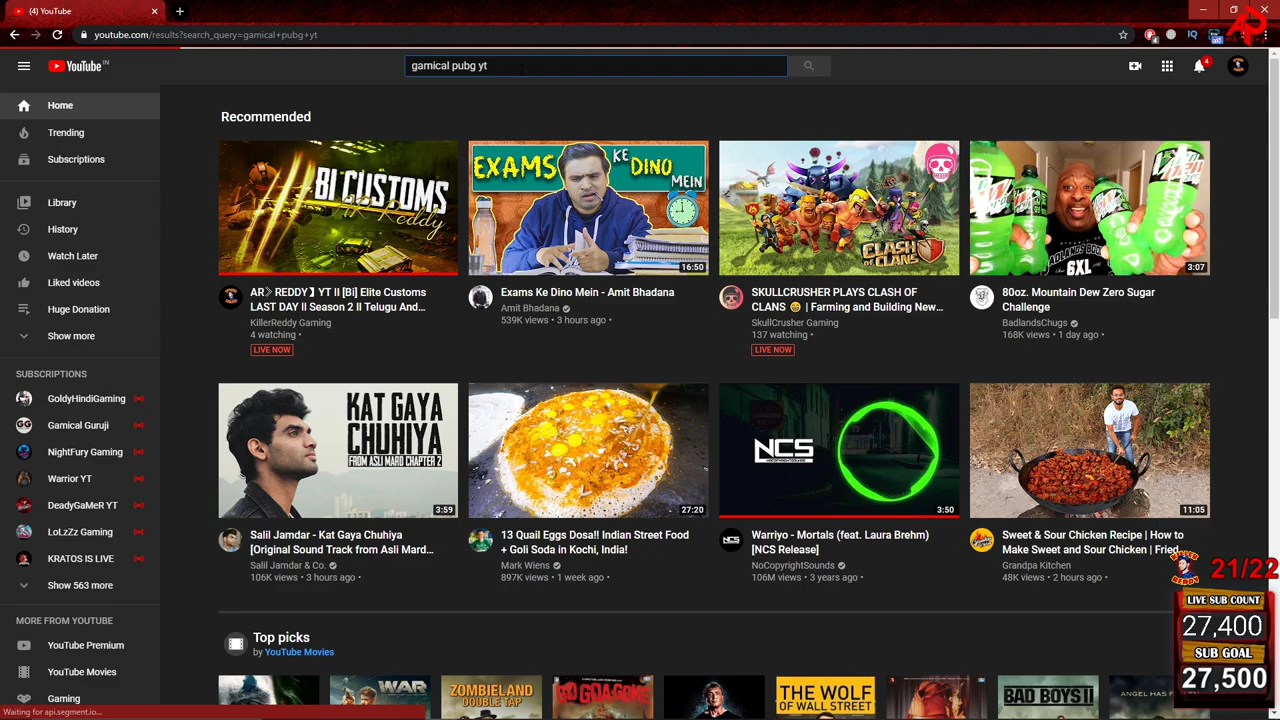 (4) YouTube
youtube.com/results?search_query=gamical+pubg+yt
4
YouTube IN
gamical pubg yt
4
Home
Trending
Subscriptions
Library
History
Watch Later
Liked videos
Huge Donation
Show more
SUBSCRIPTIONS
GoldyHindiGaming
Gamical Guruji
NightFury Gaming
Warrior YT
DeadyGaMeR YT
LoLzZz Gaming
KRATOS IS LIVE
Show 563 more
MORE FROM YOUTUBE
YouTube Premium
YouTube Movies
Gaming
Waiting for api.segment.io...
Recommended
BI CUSTOMS
AR》REDDY】YT II [Bi] Elite Customs
LAST DAY II Season 2 II Telugu And...
KillerReddy Gaming
4 watching •
LIVE NOW
EXAMS KE DINO MEIN
16:50
Exams Ke Dino Mein - Amit Bhadana
Amit Bhadana
539K views • 3 hours ago •
CLASH OF CLANS
SKULLCRUSHER PLAYS CLASH OF
CLANS 😄 | Farming and Building New...
SkullCrusher Gaming
137 watching •
LIVE NOW
6XL
3:07
80oz. Mountain Dew Zero Sugar
Challenge
BadlandsChugs
168K views • 1 day ago •
KAT GAYA
CHUHIYA
FROM ASLI MARD CHAPTER 2
3:59
Salil Jamdar - Kat Gaya Chuhiya
[Original Sound Track from Asli Mard...
Salil Jamdar & Co.
106K views • 3 hours ago •
27:20
13 Quail Eggs Dosa!! Indian Street Food
+ Goli Soda in Kochi, India!
Mark Wiens
897K views • 1 week ago •
NCS
3:50
NCS
Warriyo - Mortals (feat. Laura Brehm)
[NCS Release]
NoCopyrightSounds
106M views • 3 years ago •
11:05
Sweet & Sour Chicken Recipe | How to
Make Sweet and Sour Chicken | Fried
Grandpa Kitchen
48K views • 2 hours ago •
Top picks
by YouTube Movies
WAR
ZOMBIELAND
DOUBLE TAP
GO GOA GONE
THE WOLF
OF WALL STREET
BAD BOYS II
ANGEL HAS
KILLER
REDDY
21/22
LIVE SUB COUNT
27,400
SUB GOAL
27,500